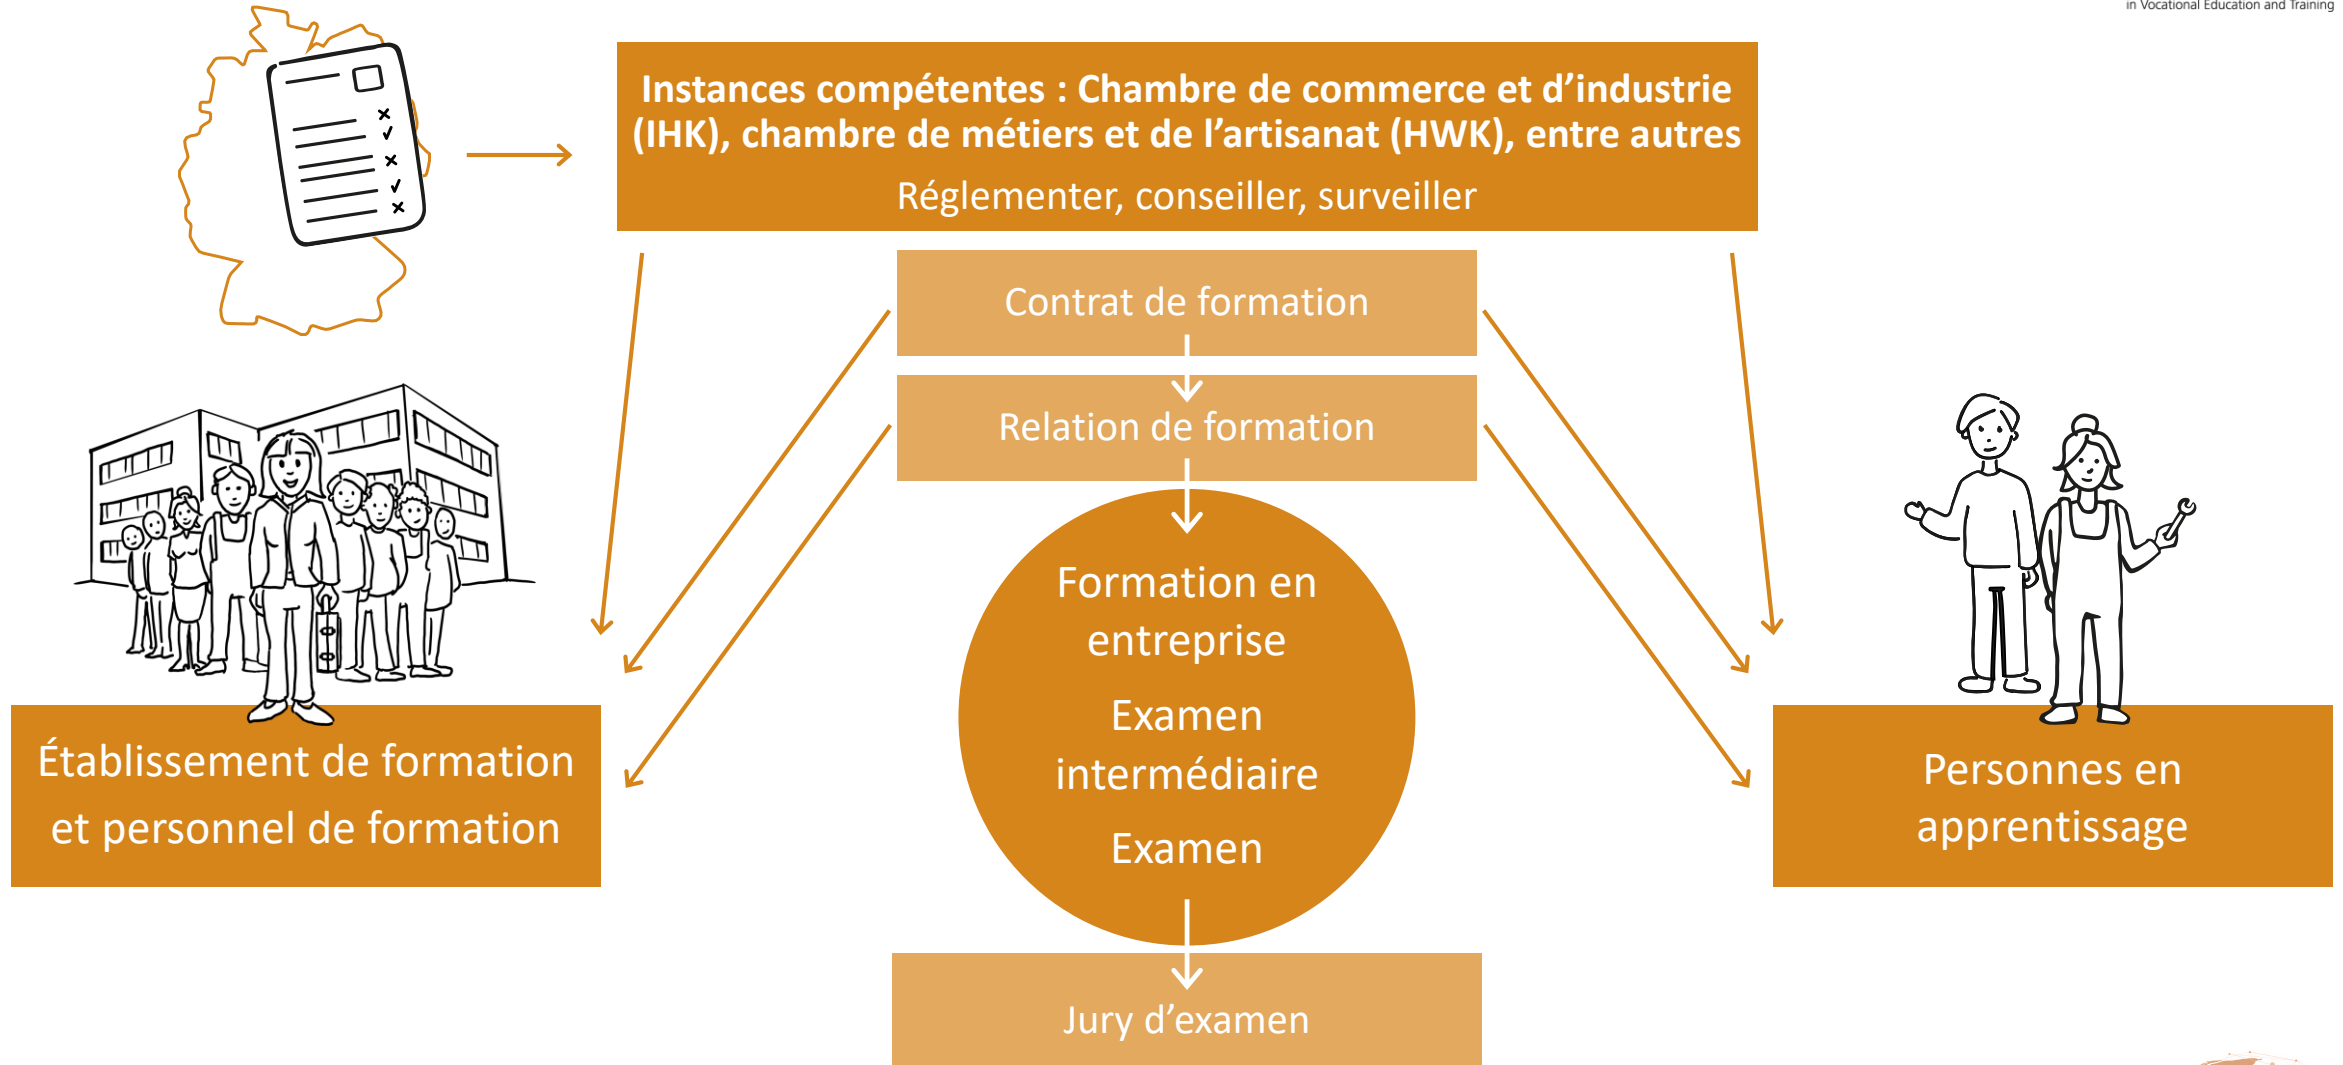 in Vocational Education and Training
Instances compétentes : Chambre de commerce et d’industrie
(IHK), chambre de métiers et de l’artisanat (HWK), entre autres
Réglementer, conseiller, surveiller
Contrat de formation
Relation de formation
Formation en
entreprise
Examen
intermédiaire
Examen
Établissement de formation
et personnel de formation
Personnes en
apprentissage
Jury d’examen